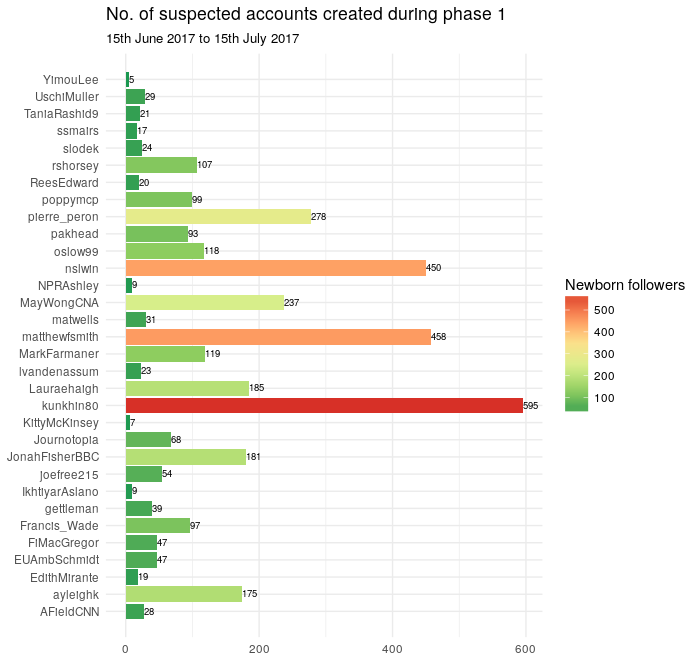 No. of suspected accounts created during phase 1
15th June 2017 to 15th July 2017
YimouLee 5
UschiMuller 29
TaniaRashid9 21
ssmairs 17
slodek 24
rshorsey 107
ReesEdward 20
poppymcp 99
pierre_peron 278
pakhead 93
oslow99 118
nslwin 450
NPRAshley 9
MayWongCNA 237
matwells 31
matthewfsmith 458
MarkFarmaner 119
lvandenassum 23
Lauraehaigh 185
kunkhin80 595
KittyMcKinsey 7
Journotopia 68
JonahFisherBBC 181
joefree215 54
IkhtiyarAslano 9
gettleman 39
Francis_Wade 97
FiMacGregor 47
EUAmbSchmidt 47
EdithMirante 19
ayleighk 175
AFieldCNN 28
0 200 400 600
Newborn followers
500
400
300
200
100